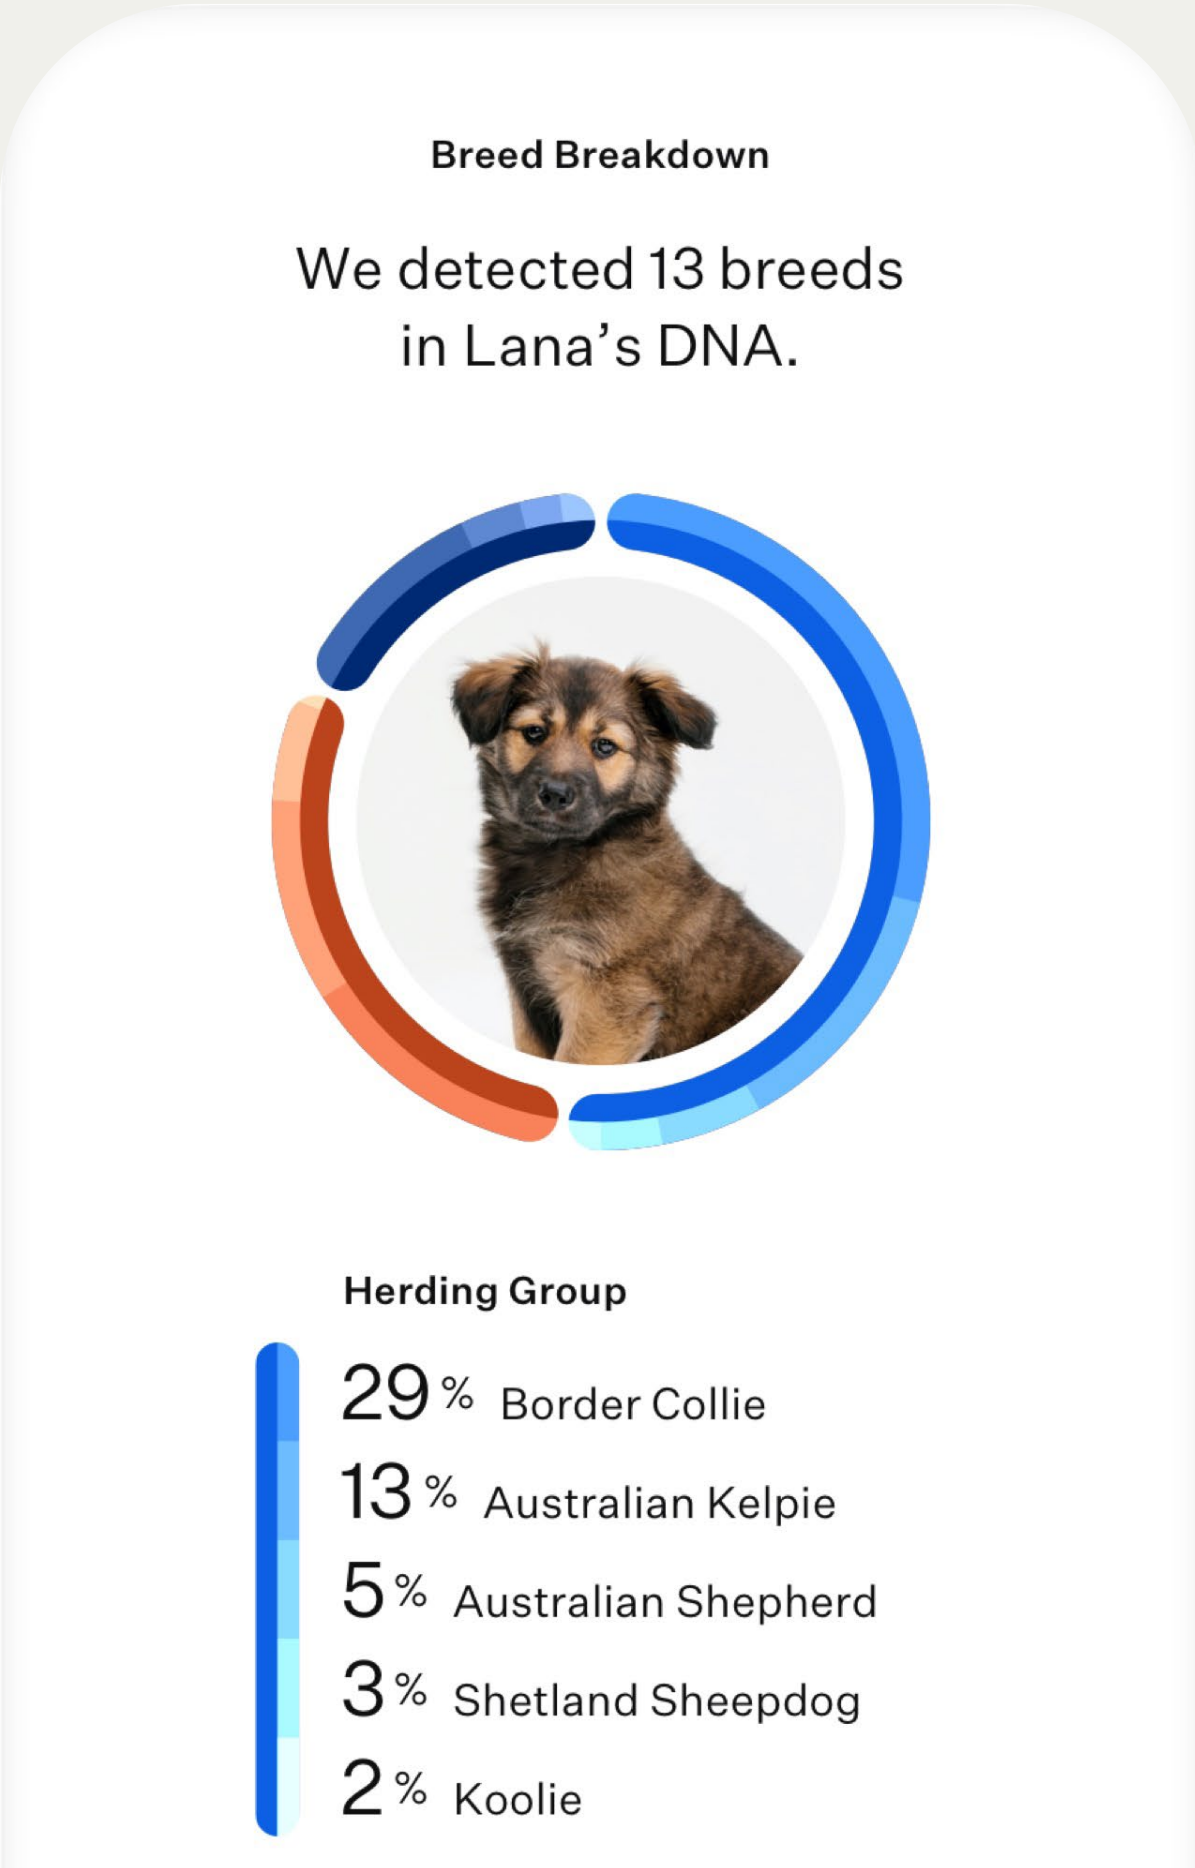 Breed Breakdown
We detected 13 breeds
in Lana’s DNA.
Herding Group
29 % Border Collie
13 % Australian Kelpie
5 % Australian Shepherd
3 % Shetland Sheepdog
2 % Koolie